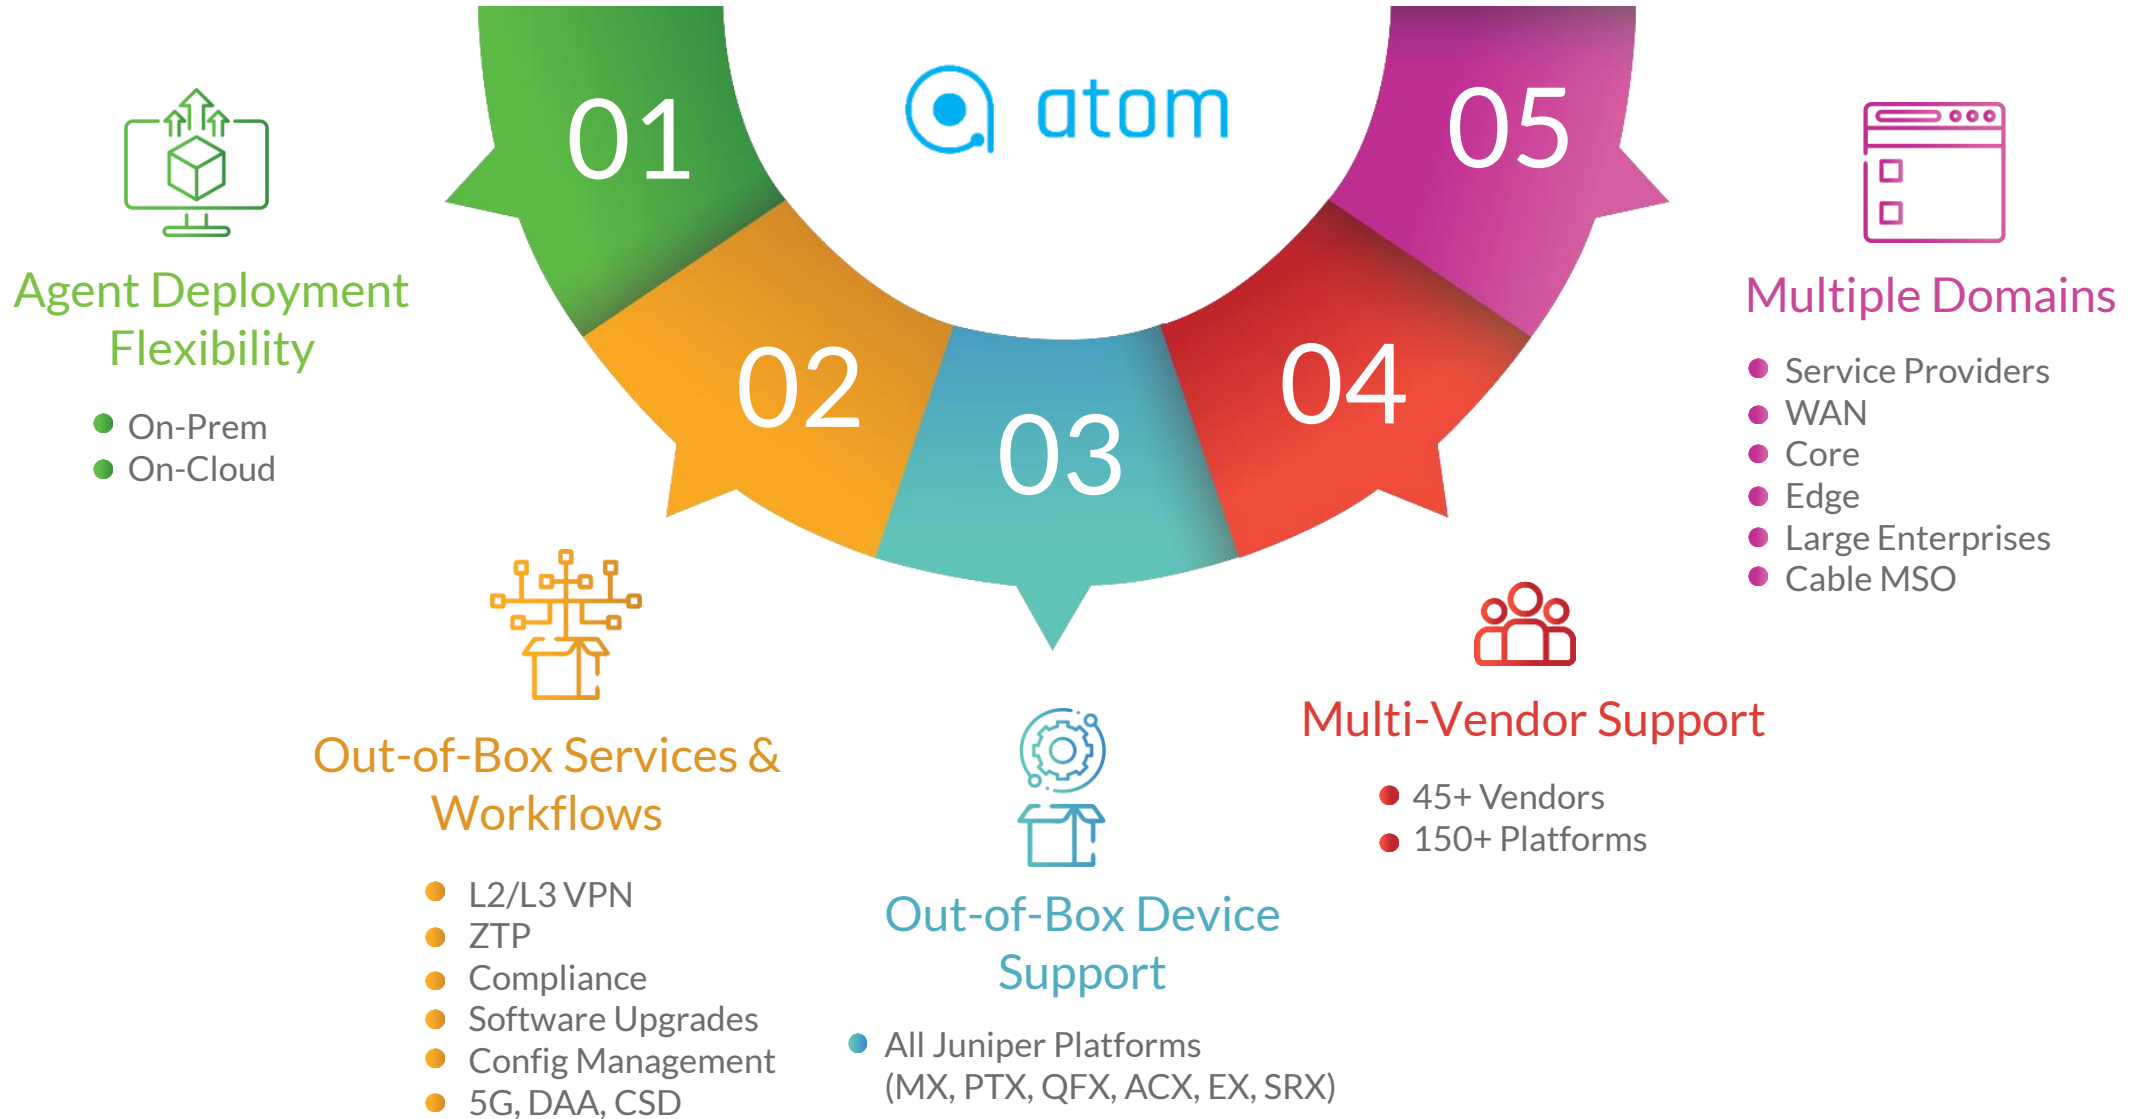 atom
01
Agent Deployment
Flexibility
On-Prem
On-Cloud
02
Out-of-Box Services &
Workflows
L2/L3 VPN
ZTP
Compliance
Software Upgrades
Config Management
5G, DAA, CSD
03
Out-of-Box Device
Support
All Juniper Platforms
(MX, PTX, QFX, ACX, EX, SRX)
04
Multi-Vendor Support
45+ Vendors
150+ Platforms
05
Multiple Domains
Service Providers
WAN
Core
Edge
Large Enterprises
Cable MSO